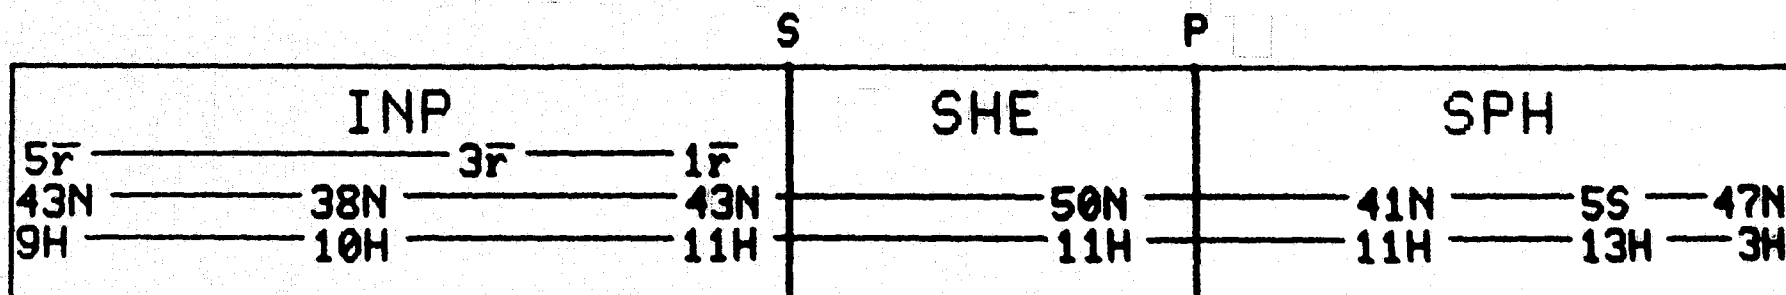 S P
INP SHE SPH
5r̅ 3r̅ 1r̅
43N 38N 43N 50N 41N 5S 47N
9H 10H 11H 11H 11H 13H 3H